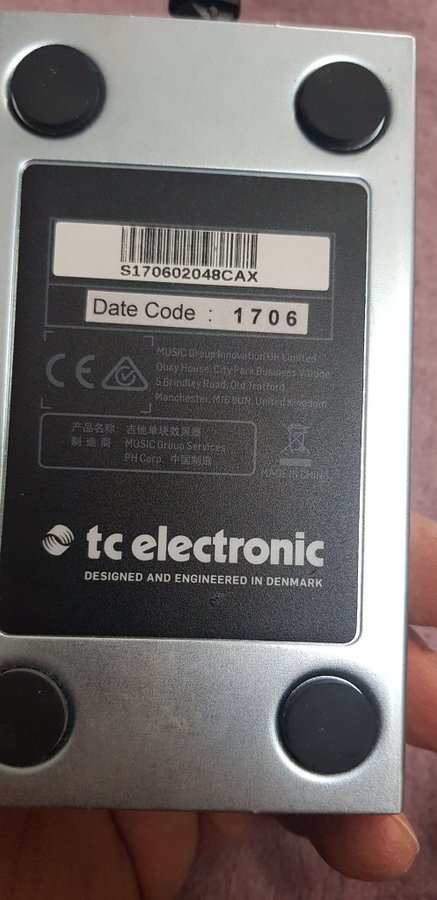 S170602048CAX
Date Code : 1706
CE
MUSIC Group Innovation UK Limited
Quay House, City Park Business Village
5 Brindley Road, Old Trafford
Manchester, M16 9UN, United Kingdom
产品名称: 吉他单块效果器
制 造 商: MUSIC Group Services
PH Corp. 中国制造
MADE IN CHINA
tc electronic
DESIGNED AND ENGINEERED IN DENMARK